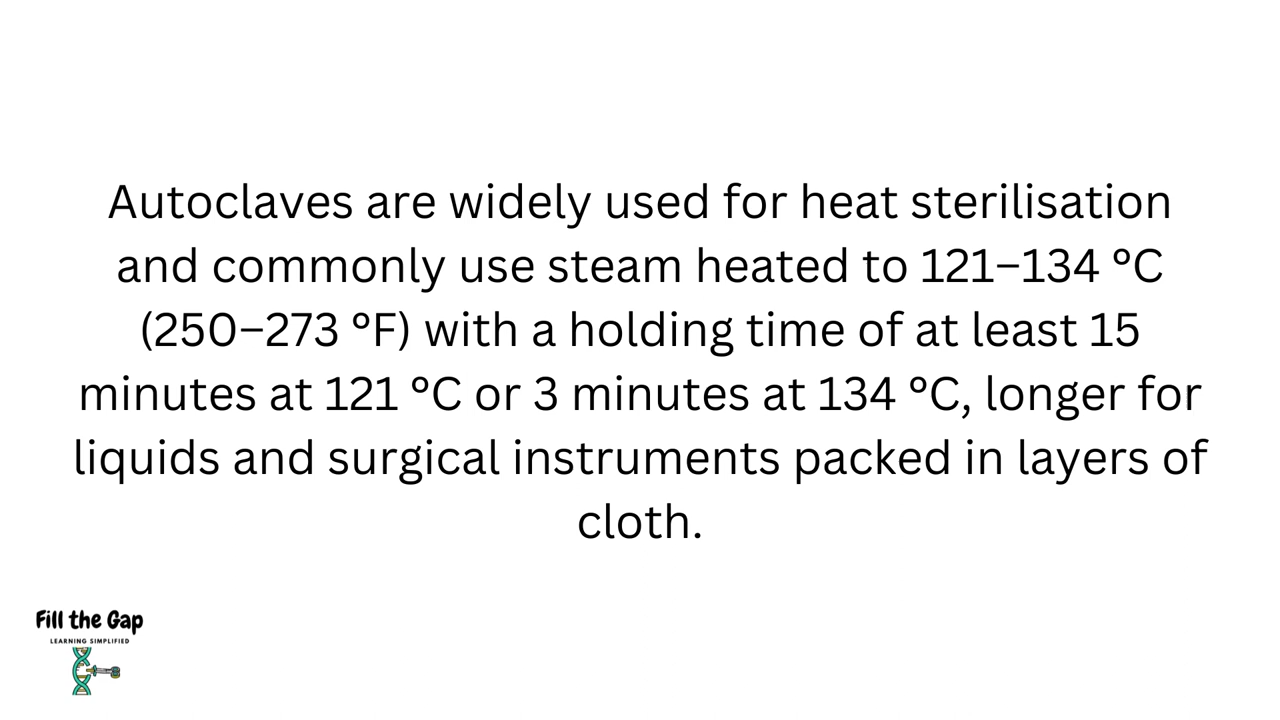 Autoclaves are widely used for heat sterilisation
and commonly use steam heated to 121–134 °C
(250–273 °F) with a holding time of at least 15
minutes at 121 °C or 3 minutes at 134 °C, longer for
liquids and surgical instruments packed in layers of
cloth.
Fill the Gap
LEARNING SIMPLIFIED